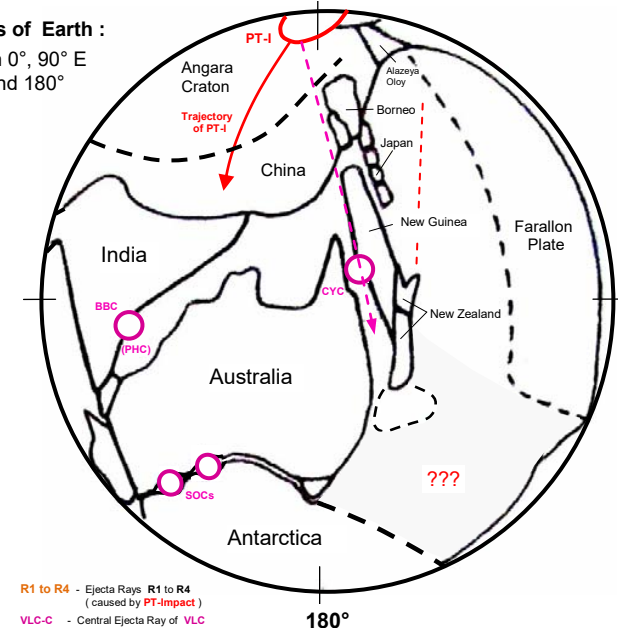 s of Earth :
0°, 90° E
nd 180°
PT-I
Angara
Craton
Alazeya
Oloy
Trajectory
of PT-I
Borneo
Japan
China
New Guinea
India
Farallon
Plate
CYC
BBC
New Zealand
(PHC)
Australia
???
SOCs
Antarctica
R1 to R4 - Ejecta Rays R1 to R4
( caused by PT-Impact )
VLC-C - Central Ejecta Ray of VLC
180°